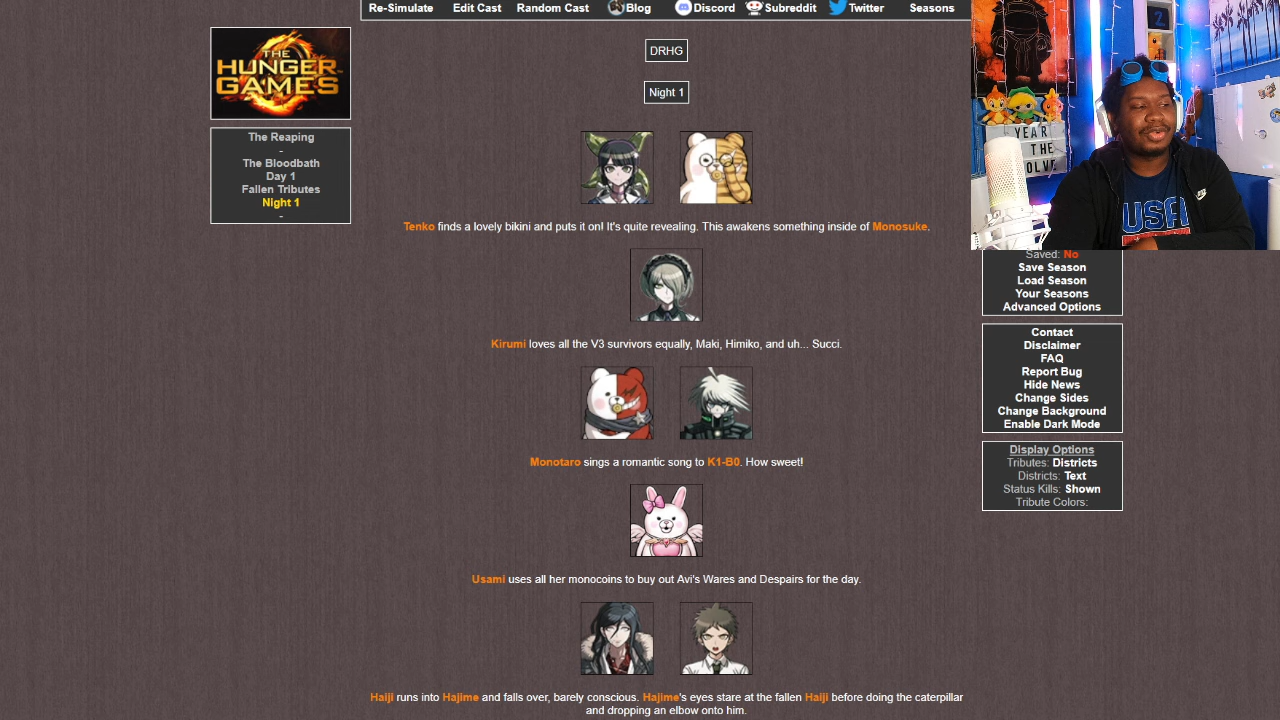 Re-Simulate Edit Cast Random Cast Blog Discord Subreddit Twitter Seasons
THE
HUNGER
GAMES
The Reaping
-
The Bloodbath
Day 1
Fallen Tributes
Night 1
-
DRHG
Night 1
Tenko finds a lovely bikini and puts it on! It's quite revealing. This awakens something inside of Monosuke.
Kirumi loves all the V3 survivors equally, Maki, Himiko, and uh... Succi.
Monotaro sings a romantic song to K1-B0. How sweet!
Usami uses all her monocoins to buy out Avi's Wares and Despairs for the day.
Haiji runs into Hajime and falls over, barely conscious. Hajime's eyes stare at the fallen Haiji before doing the caterpillar
and dropping an elbow onto him.
2
YEAR
THE
OLVE
USA
Saved: No
Save Season
Load Season
Your Seasons
Advanced Options
Contact
Disclaimer
FAQ
Report Bug
Hide News
Change Sides
Change Background
Enable Dark Mode
Display Options
Tributes: Districts
Districts: Text
Status Kills: Shown
Tribute Colors: